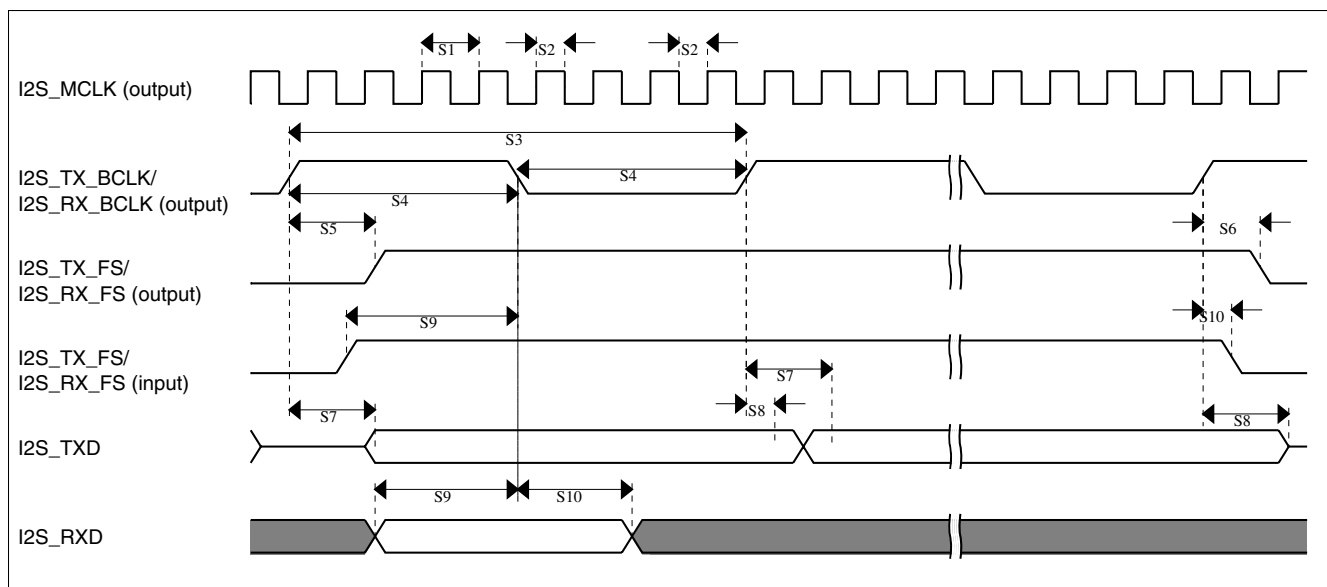 S1
S2
S2
I2S_MCLK (output)
S3
I2S_TX_BCLK/
I2S_RX_BCLK (output)
S4
S4
S5
S6
I2S_TX_FS/
I2S_RX_FS (output)
S9
S10
I2S_TX_FS/
I2S_RX_FS (input)
S7
S7
S8
S8
I2S_TXD
S9
S10
I2S_RXD